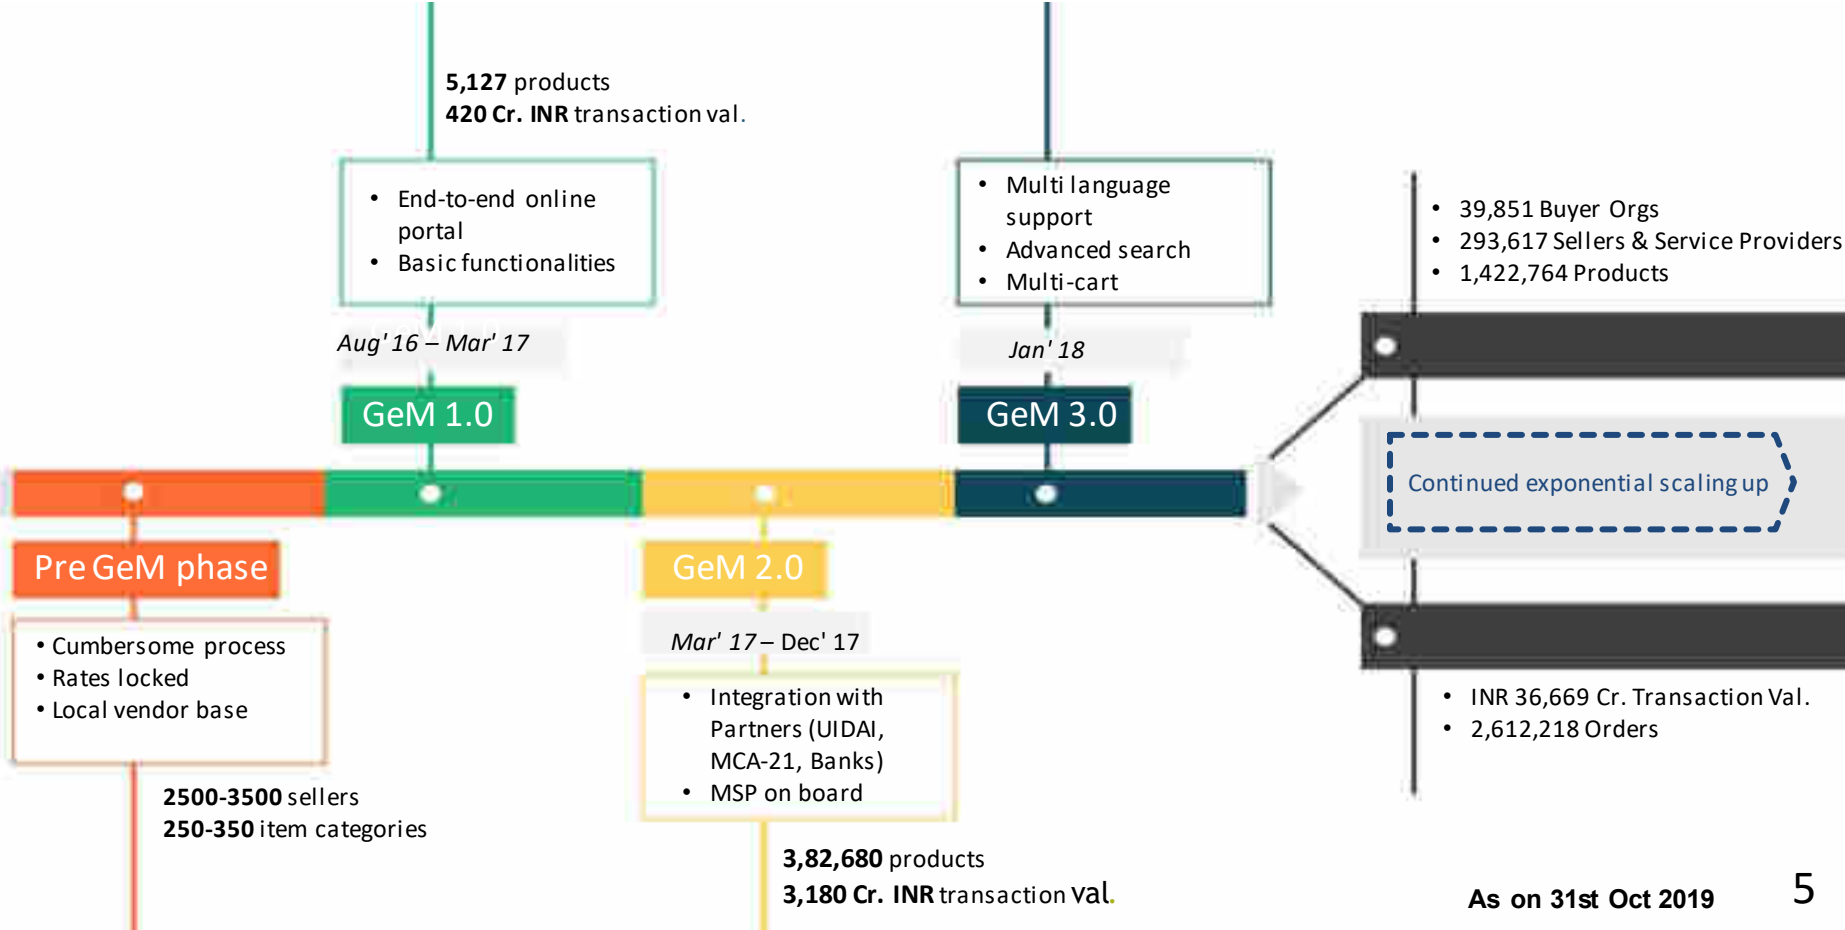 5,127 products
420 Cr. INR transaction val.
• End-to-end online
portal
• Basic functionalities
Aug' 16 – Mar' 17
GeM 1.0
• Multi language
support
• Advanced search
• Multi-cart
Jan' 18
GeM 3.0
• 39,851 Buyer Orgs
• 293,617 Sellers & Service Providers
• 1,422,764 Products
Continued exponential scaling up
Pre GeM phase
• Cumbersome process
• Rates locked
• Local vendor base
2500-3500 sellers
250-350 item categories
GeM 2.0
Mar' 17 – Dec' 17
• Integration with
Partners (UIDAI,
MCA-21, Banks)
• MSP on board
3,82,680 products
3,180 Cr. INR transaction val.
• INR 36,669 Cr. Transaction Val.
• 2,612,218 Orders
As on 31st Oct 2019
5